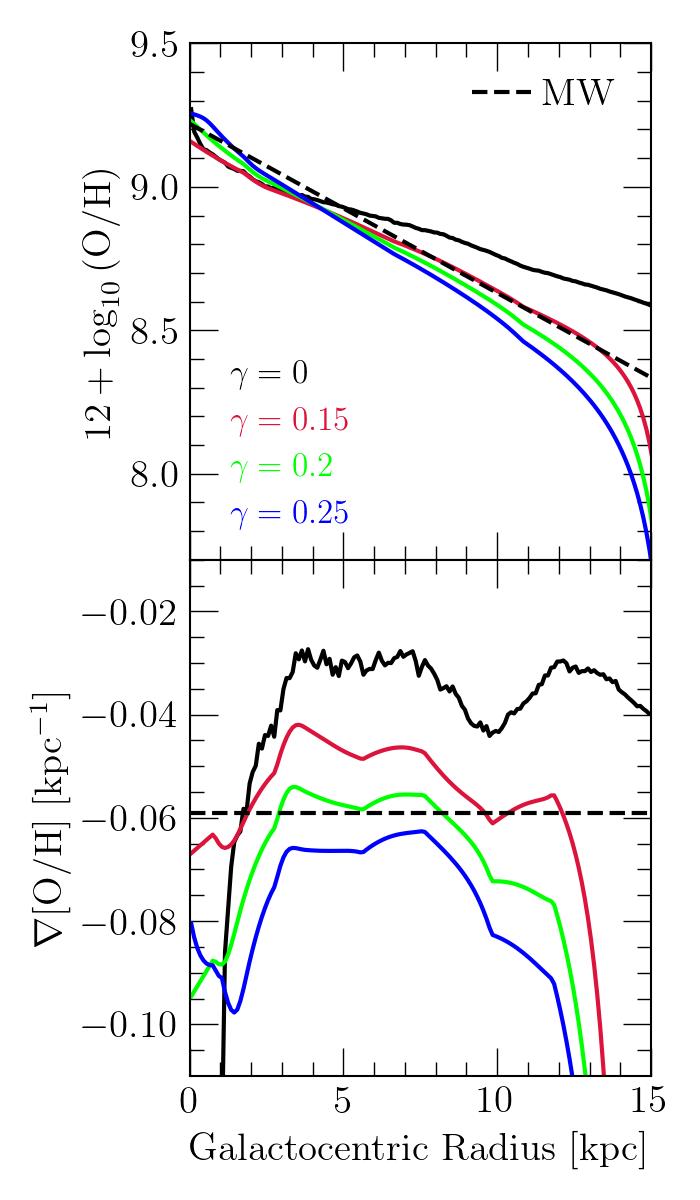 9.5
MW
9.0
12 + log₁₀(O/H)
8.5
γ = 0
γ = 0.15
8.0
γ = 0.2
γ = 0.25
−0.02
−0.04
∇[O/H] [kpc⁻¹]
−0.06
−0.08
−0.10
0 5 10 15
Galactocentric Radius [kpc]